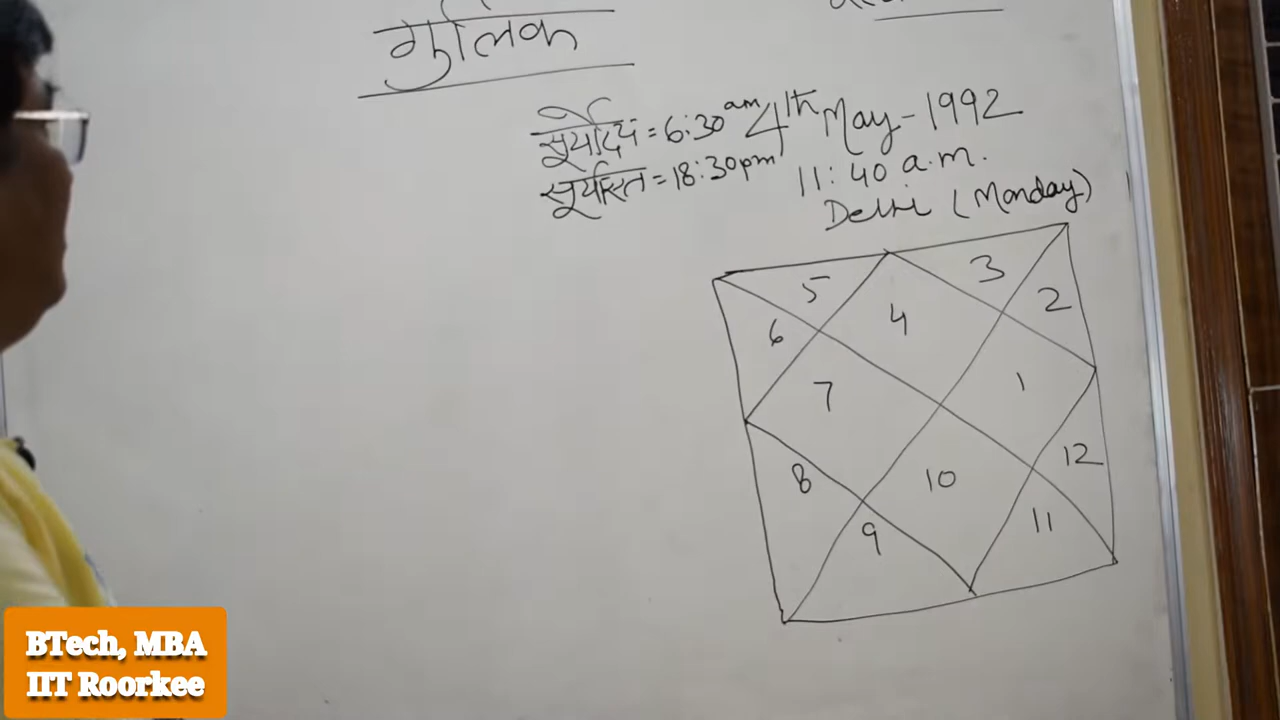 गुलिक
सूर्योदय = 6:30 am
सूर्यास्त = 18:30 pm
4th May - 1992
11:40 a.m.
Delhi (Monday)
5 3
2
6 4
7 1
12
8 10
11
9
BTech, MBA
IIT Roorkee